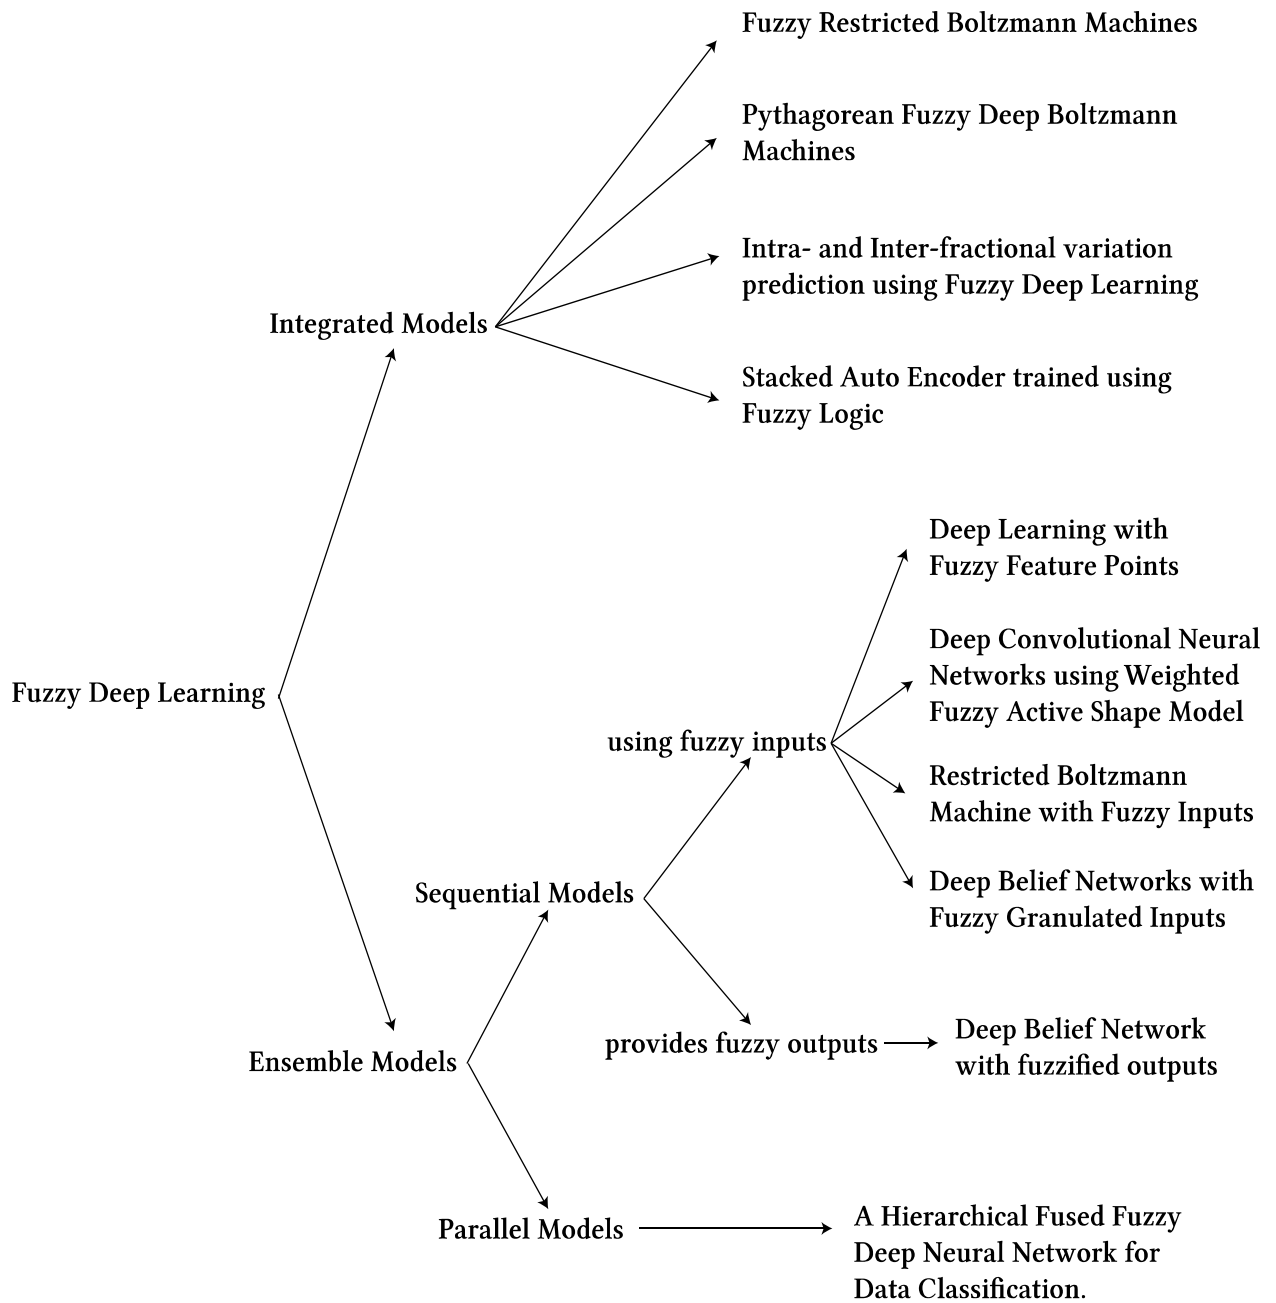 Fuzzy Restricted Boltzmann Machines
Pythagorean Fuzzy Deep Boltzmann
Machines
Intra- and Inter-fractional variation
prediction using Fuzzy Deep Learning
Integrated Models
Stacked Auto Encoder trained using
Fuzzy Logic
Deep Learning with
Fuzzy Feature Points
Deep Convolutional Neural
Networks using Weighted
Fuzzy Active Shape Model
Fuzzy Deep Learning
using fuzzy inputs
Restricted Boltzmann
Machine with Fuzzy Inputs
Sequential Models
Deep Belief Networks with
Fuzzy Granulated Inputs
provides fuzzy outputs
Deep Belief Network
with fuzzified outputs
Ensemble Models
Parallel Models
A Hierarchical Fused Fuzzy
Deep Neural Network for
Data Classification.